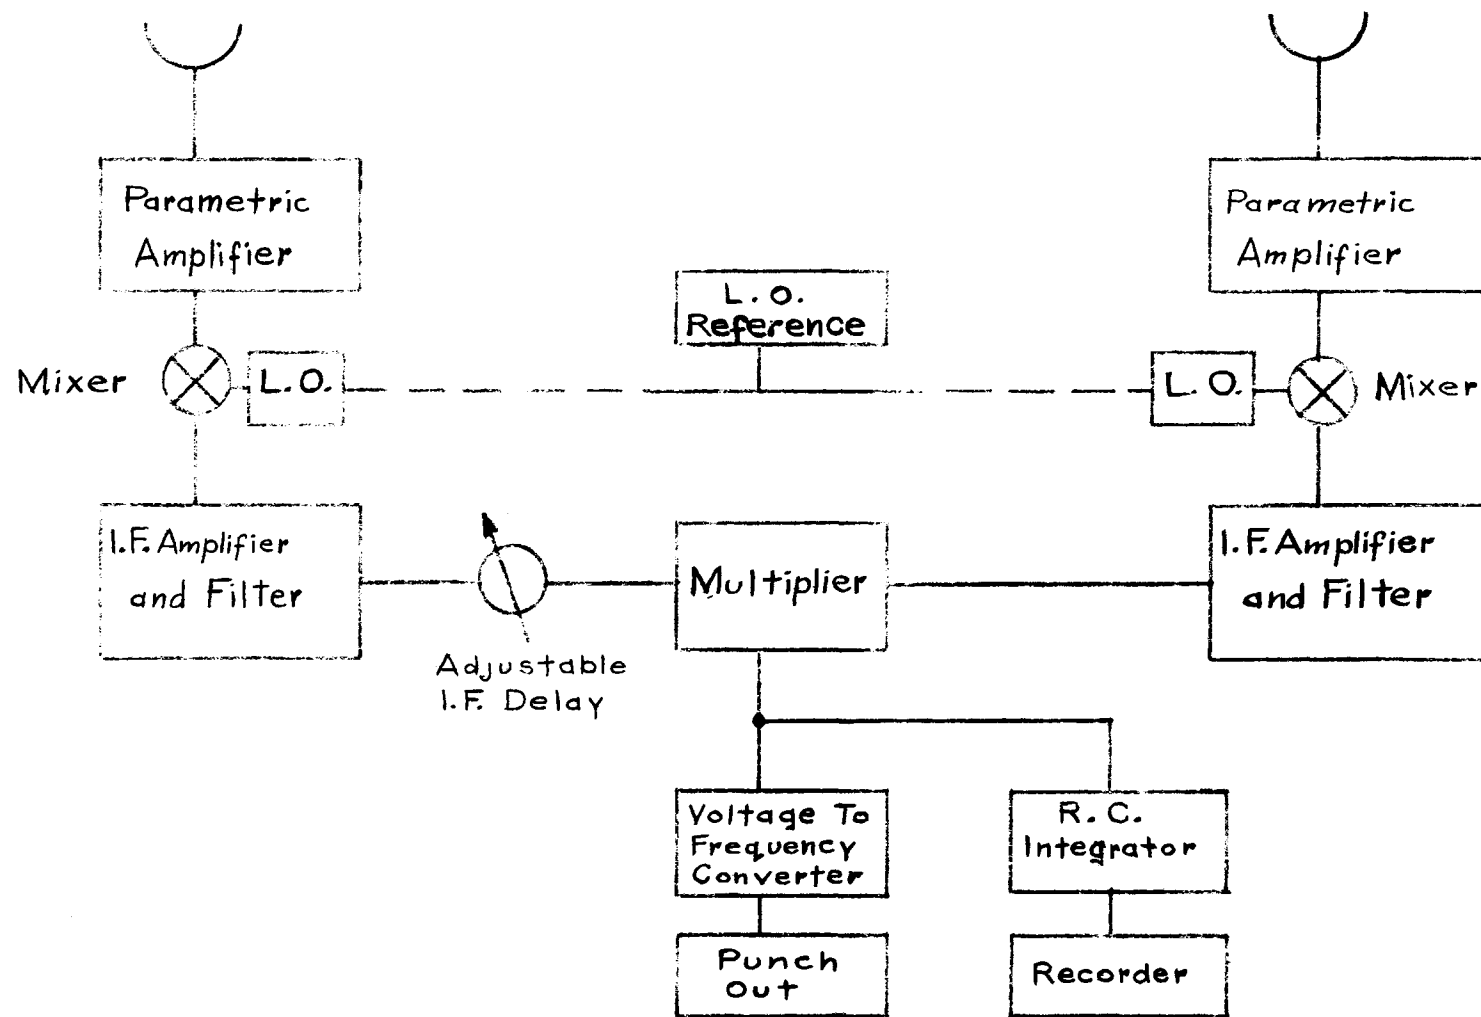 Parametric
Amplifier
Parametric
Amplifier
L.O.
Reference
Mixer
L.O.
L.O.
Mixer
I.F. Amplifier
and Filter
Multiplier
I.F. Amplifier
and Filter
Adjustable
I.F. Delay
Voltage To
Frequency
Converter
R.C.
Integrator
Punch
Out
Recorder